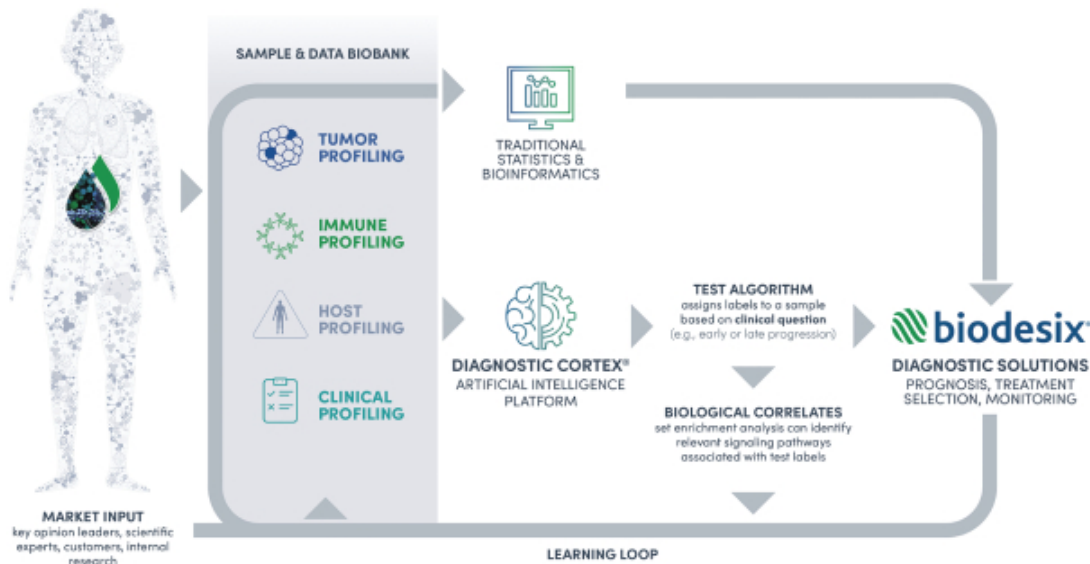 SAMPLE & DATA BIOBANK
TUMOR
PROFILING
IMMUNE
PROFILING
HOST
PROFILING
CLINICAL
PROFILING
TRADITIONAL
STATISTICS &
BIOINFORMATICS
DIAGNOSTIC CORTEX®
ARTIFICIAL INTELLIGENCE
PLATFORM
TEST ALGORITHM
assigns labels to a sample
based on clinical question
(e.g., early or late progression)
BIOLOGICAL CORRELATES
set enrichment analysis can identify
relevant signaling pathways
associated with test labels
biodesix®
DIAGNOSTIC SOLUTIONS
PROGNOSIS, TREATMENT
SELECTION, MONITORING
MARKET INPUT
key opinion leaders, scientific
experts, customers, internal
research
LEARNING LOOP